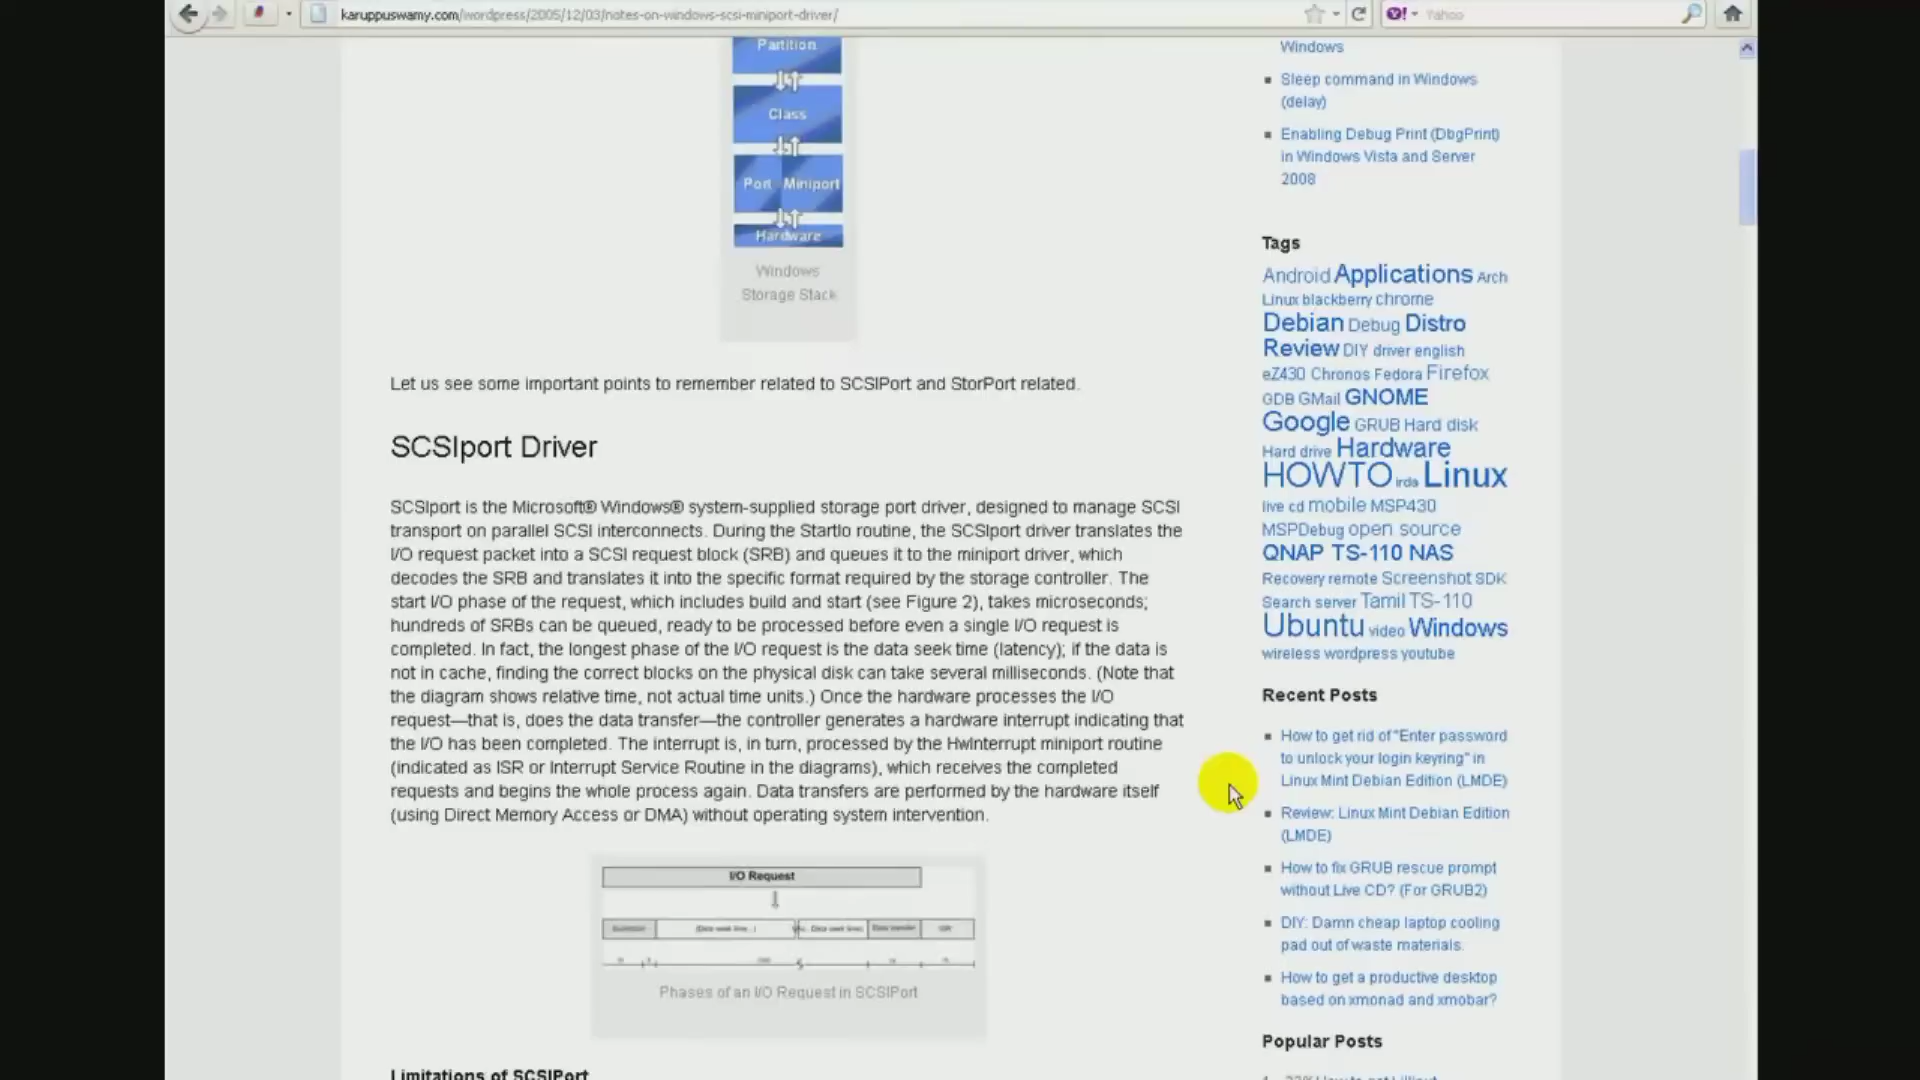 karuppuswamy.com/wordpress/2005/12/03/notes-on-windows-scsi-miniport-driver/
Yahoo
Partition
Class
Port Miniport
Hardware
Windows
Storage Stack
Let us see some important points to remember related to SCSIPort and StorPort related.
SCSIport Driver
SCSIport is the Microsoft® Windows® system-supplied storage port driver, designed to manage SCSI
transport on parallel SCSI interconnects. During the StartIo routine, the SCSIport driver translates the
I/O request packet into a SCSI request block (SRB) and queues it to the miniport driver, which
decodes the SRB and translates it into the specific format required by the storage controller. The
start I/O phase of the request, which includes build and start (see Figure 2), takes microseconds;
hundreds of SRBs can be queued, ready to be processed before even a single I/O request is
completed. In fact, the longest phase of the I/O request is the data seek time (latency); if the data is
not in cache, finding the correct blocks on the physical disk can take several milliseconds. (Note that
the diagram shows relative time, not actual time units.) Once the hardware processes the I/O
request—that is, does the data transfer—the controller generates a hardware interrupt indicating that
the I/O has been completed. The interrupt is, in turn, processed by the HwInterrupt miniport routine
(indicated as ISR or Interrupt Service Routine in the diagrams), which receives the completed
requests and begins the whole process again. Data transfers are performed by the hardware itself
(using Direct Memory Access or DMA) without operating system intervention.
I/O Request
Phases of an I/O Request in SCSIPort
Limitations of SCSIPort
Windows
Sleep command in Windows
(delay)
Enabling Debug Print (DbgPrint)
in Windows Vista and Server
2008
Tags
Android Applications Arch
Linux blackberry chrome
Debian Debug Distro
Review DIY driver english
eZ430 Chronos Fedora Firefox
GDB GMail GNOME
Google GRUB Hard disk
Hard drive Hardware
HOWTO irda Linux
live cd mobile MSP430
MSPDebug open source
QNAP TS-110 NAS
Recovery remote Screenshot SDK
Search server Tamil TS-110
Ubuntu video Windows
wireless wordpress youtube
Recent Posts
How to get rid of "Enter password
to unlock your login keyring" in
Linux Mint Debian Edition (LMDE)
Review: Linux Mint Debian Edition
(LMDE)
How to fix GRUB rescue prompt
without Live CD? (For GRUB2)
DIY: Damn cheap laptop cooling
pad out of waste materials.
How to get a productive desktop
based on xmonad and xmobar?
Popular Posts